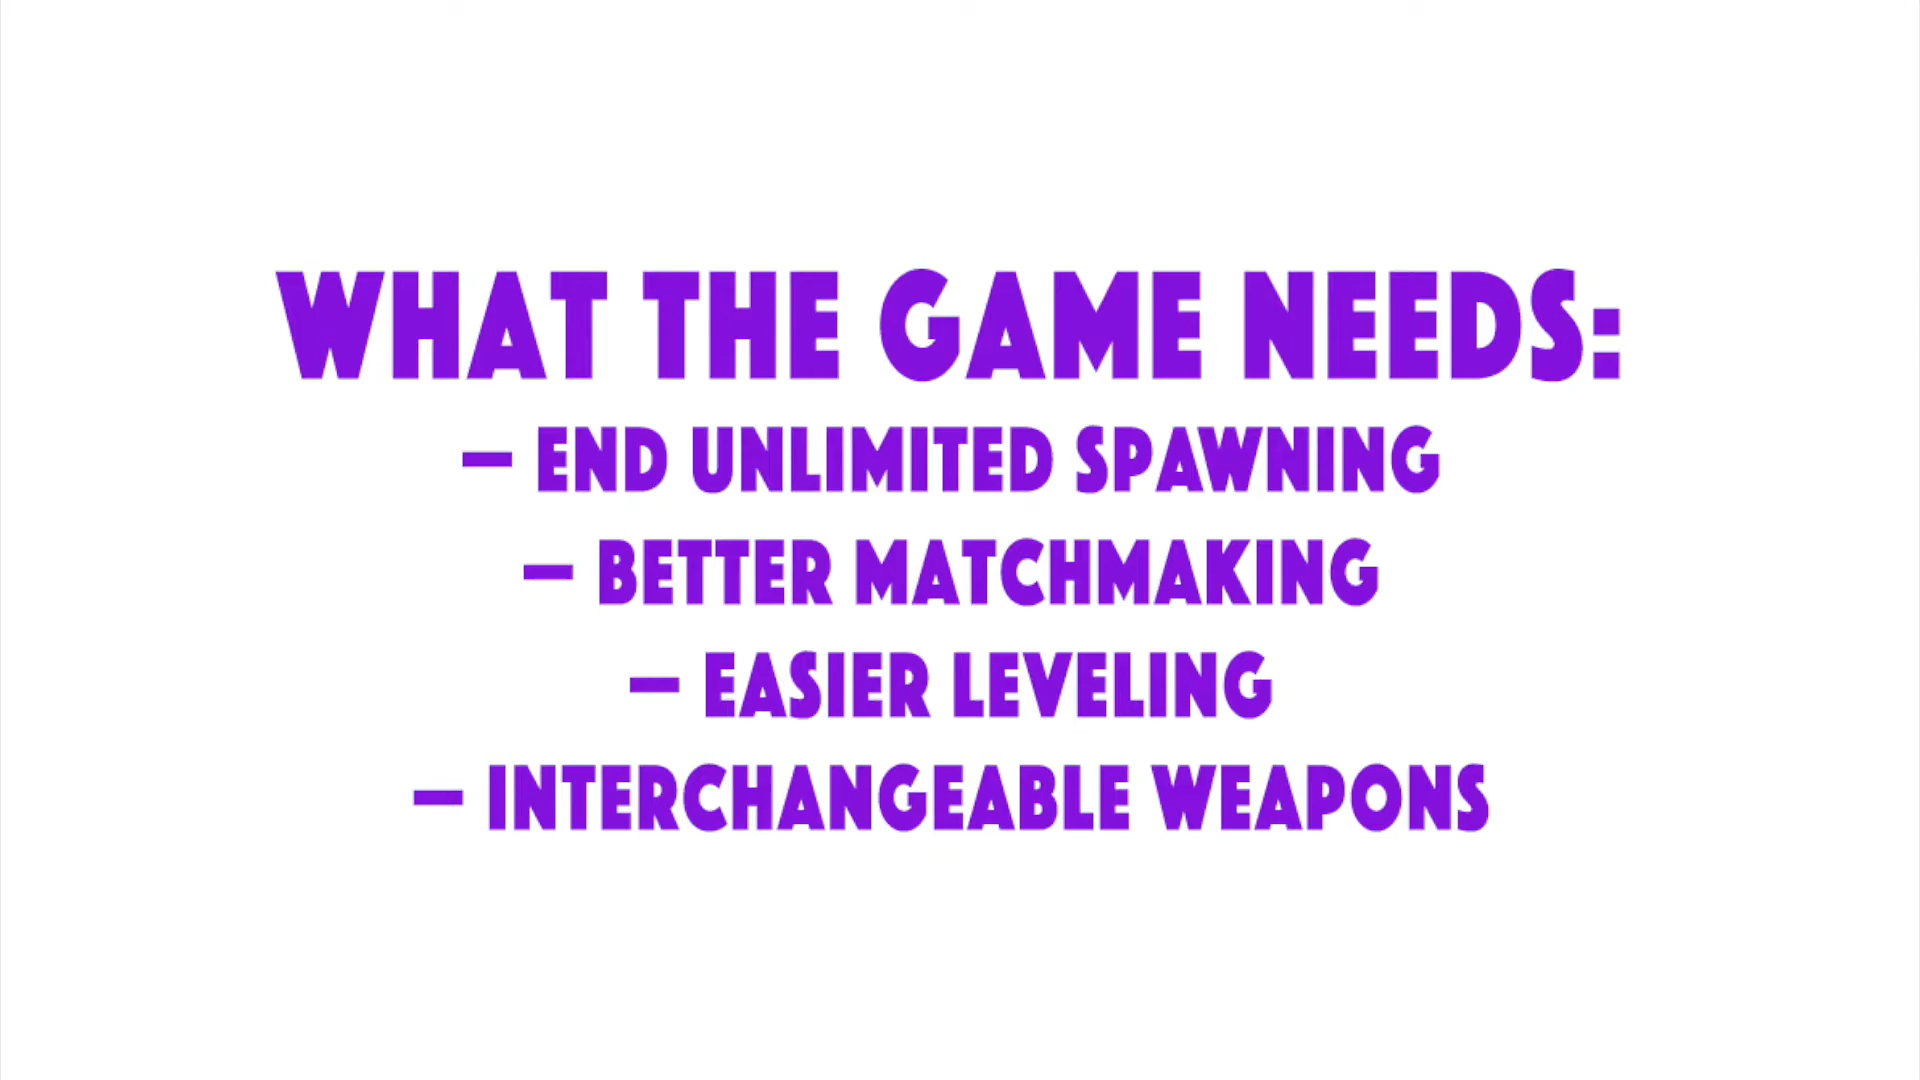 WHAT THE GAME NEEDS:
– END UNLIMITED SPAWNING
– BETTER MATCHMAKING
– EASIER LEVELING
– INTERCHANGEABLE WEAPONS